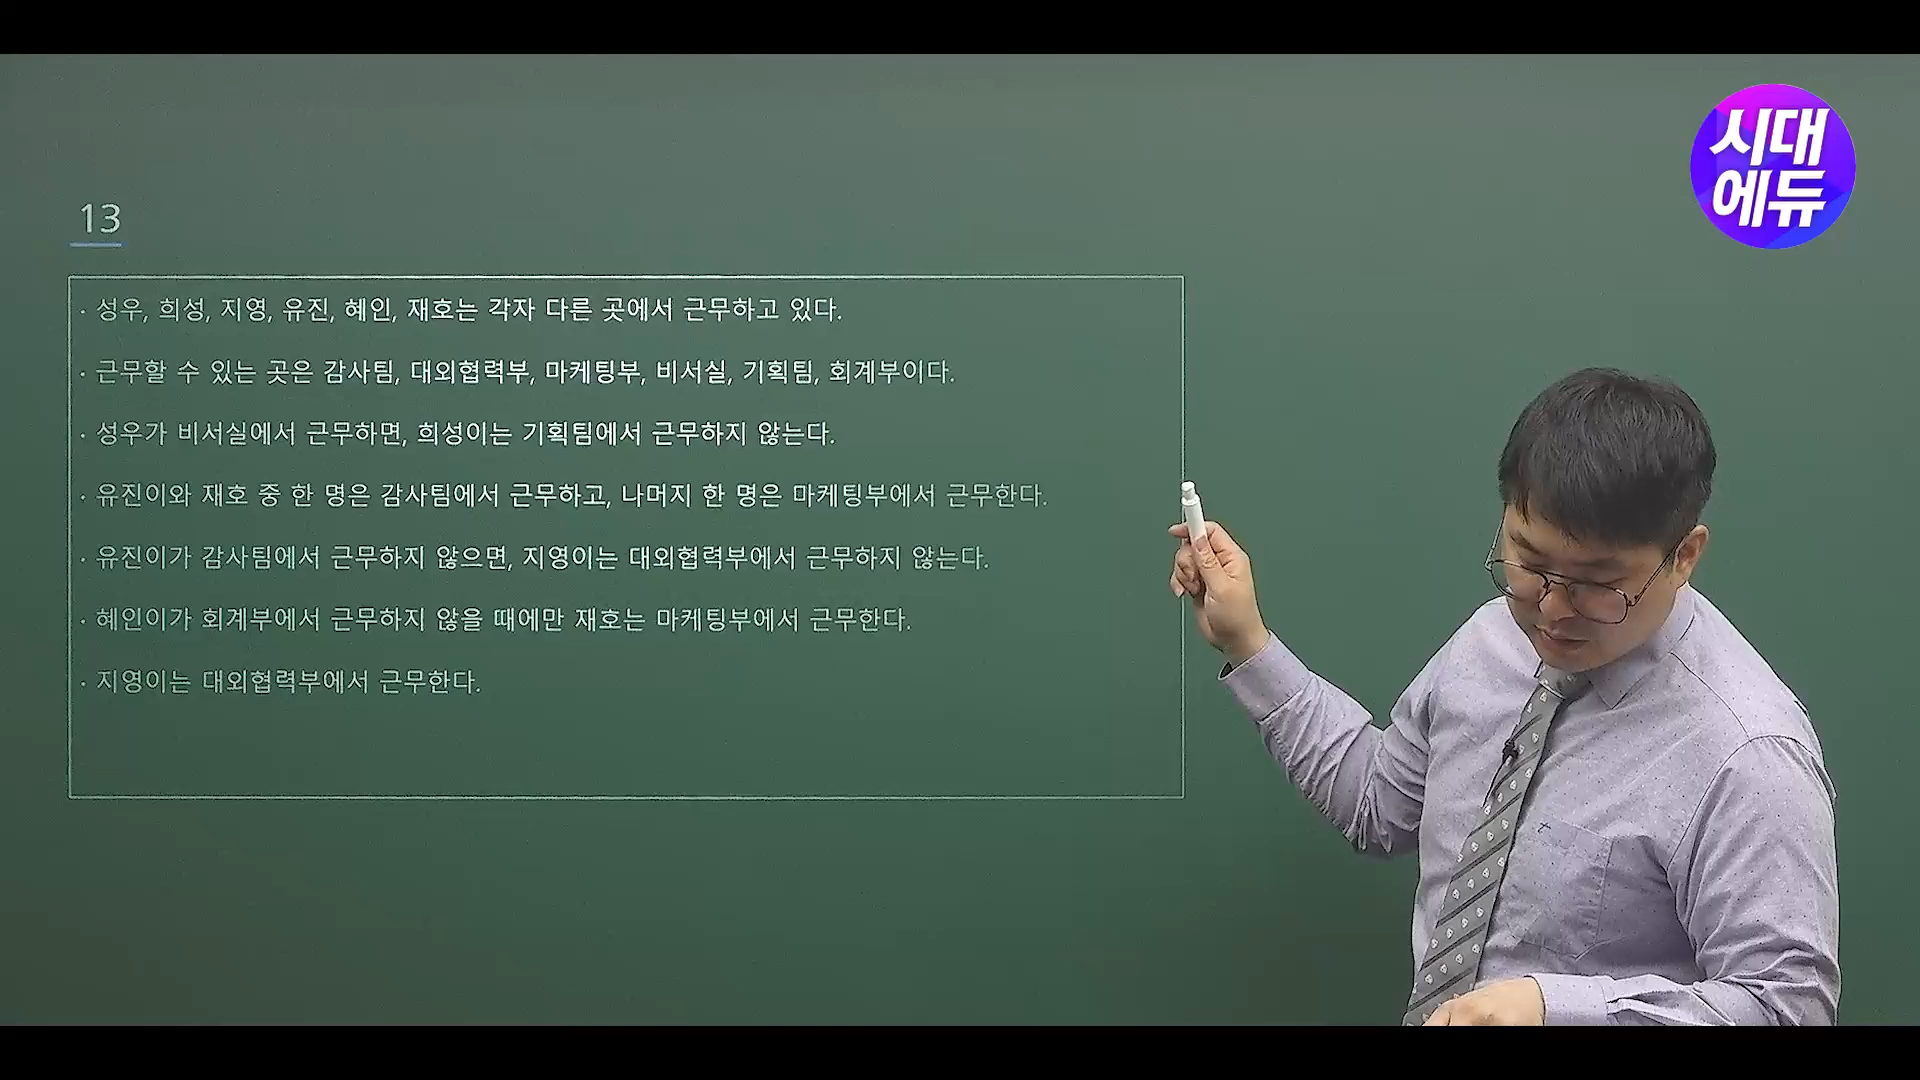 시대
에듀
13
· 성우, 희성, 지영, 유진, 혜인, 재호는 각자 다른 곳에서 근무하고 있다.
· 근무할 수 있는 곳은 감사팀, 대외협력부, 마케팅부, 비서실, 기획팀, 회계부이다.
· 성우가 비서실에서 근무하면, 희성이는 기획팀에서 근무하지 않는다.
· 유진이와 재호 중 한 명은 감사팀에서 근무하고, 나머지 한 명은 마케팅부에서 근무한다.
· 유진이가 감사팀에서 근무하지 않으면, 지영이는 대외협력부에서 근무하지 않는다.
· 혜인이가 회계부에서 근무하지 않을 때에만 재호는 마케팅부에서 근무한다.
· 지영이는 대외협력부에서 근무한다.